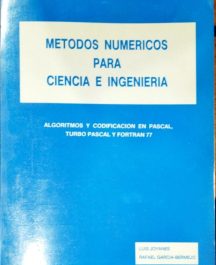 METODOS NUMERICOS
PARA
CIENCIA E INGENIERIA
ALGORITMOS Y CODIFICACION EN PASCAL,
TURBO PASCAL Y FORTRAN 77
LUIS JOYANES
RAFAEL GARCIA-BERMEJO